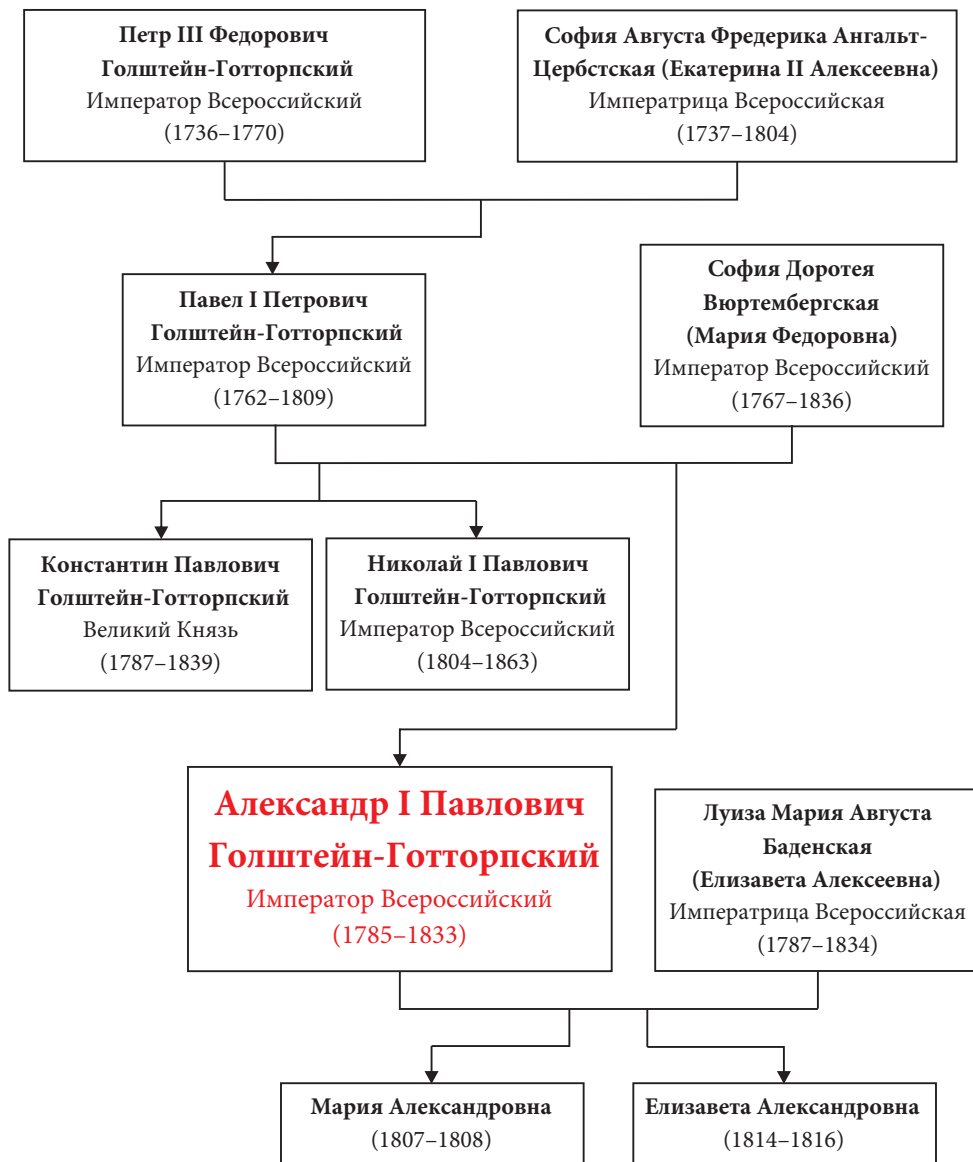 Петр III Федорович
Голштейн-Готторпский
Император Всероссийский
(1736–1770)
София Августа Фредерика Ангальт-
Цербстская (Екатерина II Алексеевна)
Императрица Всероссийская
(1737–1804)
Павел I Петрович
Голштейн-Готторпский
Император Всероссийский
(1762–1809)
София Доротея
Вюртембергская
(Мария Федоровна)
Император Всероссийский
(1767–1836)
Константин Павлович
Голштейн-Готторпский
Великий Князь
(1787–1839)
Николай I Павлович
Голштейн-Готторпский
Император Всероссийский
(1804–1863)
Александр I Павлович
Голштейн-Готторпский
Император Всероссийский
(1785–1833)
Луиза Мария Августа
Баденская
(Елизавета Алексеевна)
Императрица Всероссийская
(1787–1834)
Мария Александровна
(1807–1808)
Елизавета Александровна
(1814–1816)